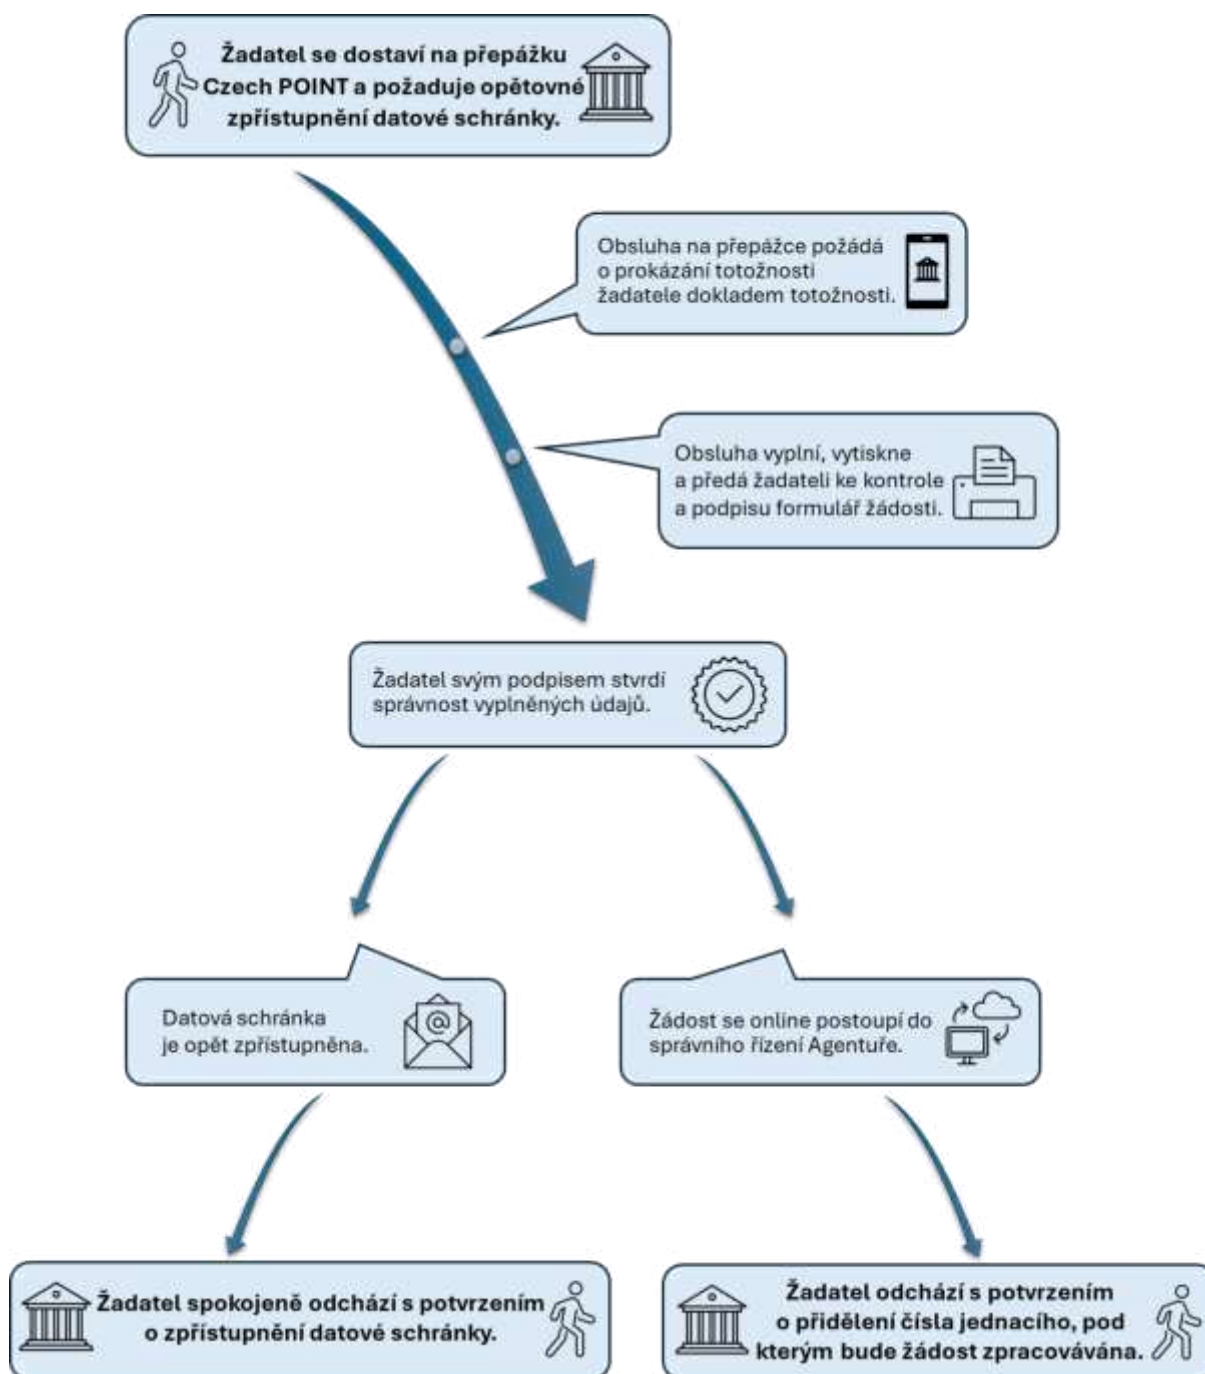 Žadatel se dostaví na přepážku
Czech POINT a požaduje opětovné
zpřístupnění datové schránky.
Obsluha na přepážce požádá
o prokázání totožnosti
žadatele dokladem totožnosti.
Obsluha vyplní, vytiskne
a předá žadateli ke kontrole
a podpisu formulář žádosti.
Žadatel svým podpisem stvrdí
správnost vyplněných údajů.
Datová schránka
je opět zpřístupněna.
Žádost se online postoupí do
správního řízení Agentuře.
Žadatel spokojeně odchází s potvrzením
o zpřístupnění datové schránky.
Žadatel odchází s potvrzením
o přidělení čísla jednacího, pod
kterým bude žádost zpracovávána.